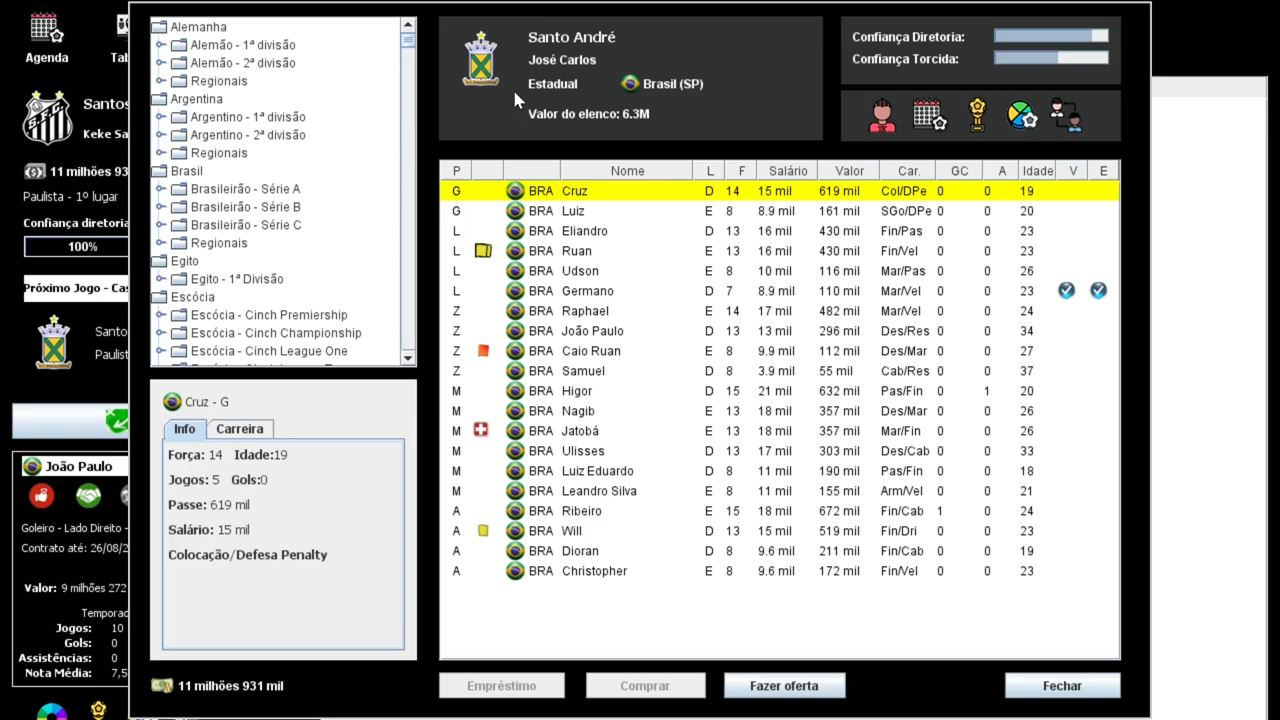 Agenda
Tab
Santos
Keke Sa
11 milhões 93
Paulista - 1º lugar
Confiança diretoria
100%
Próximo Jogo - Cas
Santo
Paulist
João Paulo
Goleiro - Lado Direito -
Contrato até: 26/08/2
Valor: 9 milhões 272
Temporad
Jogos: 10
Gols: 0
Assistências: 0
Nota Média: 7,5
Alemanha
Alemão - 1ª divisão
Alemão - 2ª divisão
Regionais
Argentina
Argentino - 1ª divisão
Argentino - 2ª divisão
Regionais
Brasil
Brasileirão - Série A
Brasileirão - Série B
Brasileirão - Série C
Regionais
Egito
Egito - 1ª Divisão
Escócia
Escócia - Cinch Premiership
Escócia - Cinch Championship
Escócia - Cinch League One
Cruz - G
Info Carreira
Força: 14 Idade:19
Jogos: 5 Gols:0
Passe: 619 mil
Salário: 15 mil
Colocação/Defesa Penalty
11 milhões 931 mil
Santo André
José Carlos
Estadual Brasil (SP)
Valor do elenco: 6.3M
Confiança Diretoria:
Confiança Torcida:
P Nome L F Salário Valor Car. GC A Idade V E
G BRA Cruz D 14 15 mil 619 mil Col/DPe 0 0 19
G BRA Luiz E 8 8.9 mil 161 mil SGo/DPe 0 0 20
L BRA Eliandro D 13 16 mil 430 mil Fin/Pas 0 0 23
L BRA Ruan E 13 16 mil 430 mil Fin/Vel 0 0 23
L BRA Udson E 8 10 mil 116 mil Mar/Pas 0 0 26
L BRA Germano D 7 8.9 mil 110 mil Mar/Vel 0 0 23
Z BRA Raphael E 14 17 mil 482 mil Mar/Vel 0 0 24
Z BRA João Paulo D 13 13 mil 296 mil Des/Res 0 0 34
Z BRA Caio Ruan E 8 9.9 mil 112 mil Des/Mar 0 0 27
Z BRA Samuel D 8 3.9 mil 55 mil Cab/Res 0 0 37
M BRA Higor D 15 21 mil 632 mil Pas/Fin 0 1 20
M BRA Nagib E 13 18 mil 357 mil Des/Mar 0 0 26
M BRA Jatobá E 13 18 mil 357 mil Mar/Fin 0 0 26
M BRA Ulisses D 13 17 mil 303 mil Des/Cab 0 0 33
M BRA Luiz Eduardo D 8 11 mil 190 mil Pas/Fin 0 0 18
M BRA Leandro Silva E 8 11 mil 155 mil Arm/Vel 0 0 21
A BRA Ribeiro E 15 18 mil 672 mil Fin/Cab 1 0 24
A BRA Will D 13 15 mil 519 mil Fin/Dri 0 0 23
A BRA Dioran D 8 9.6 mil 211 mil Fin/Cab 0 0 19
A BRA Christopher E 8 9.6 mil 172 mil Fin/Vel 0 0 23
Empréstimo Comprar Fazer oferta Fechar